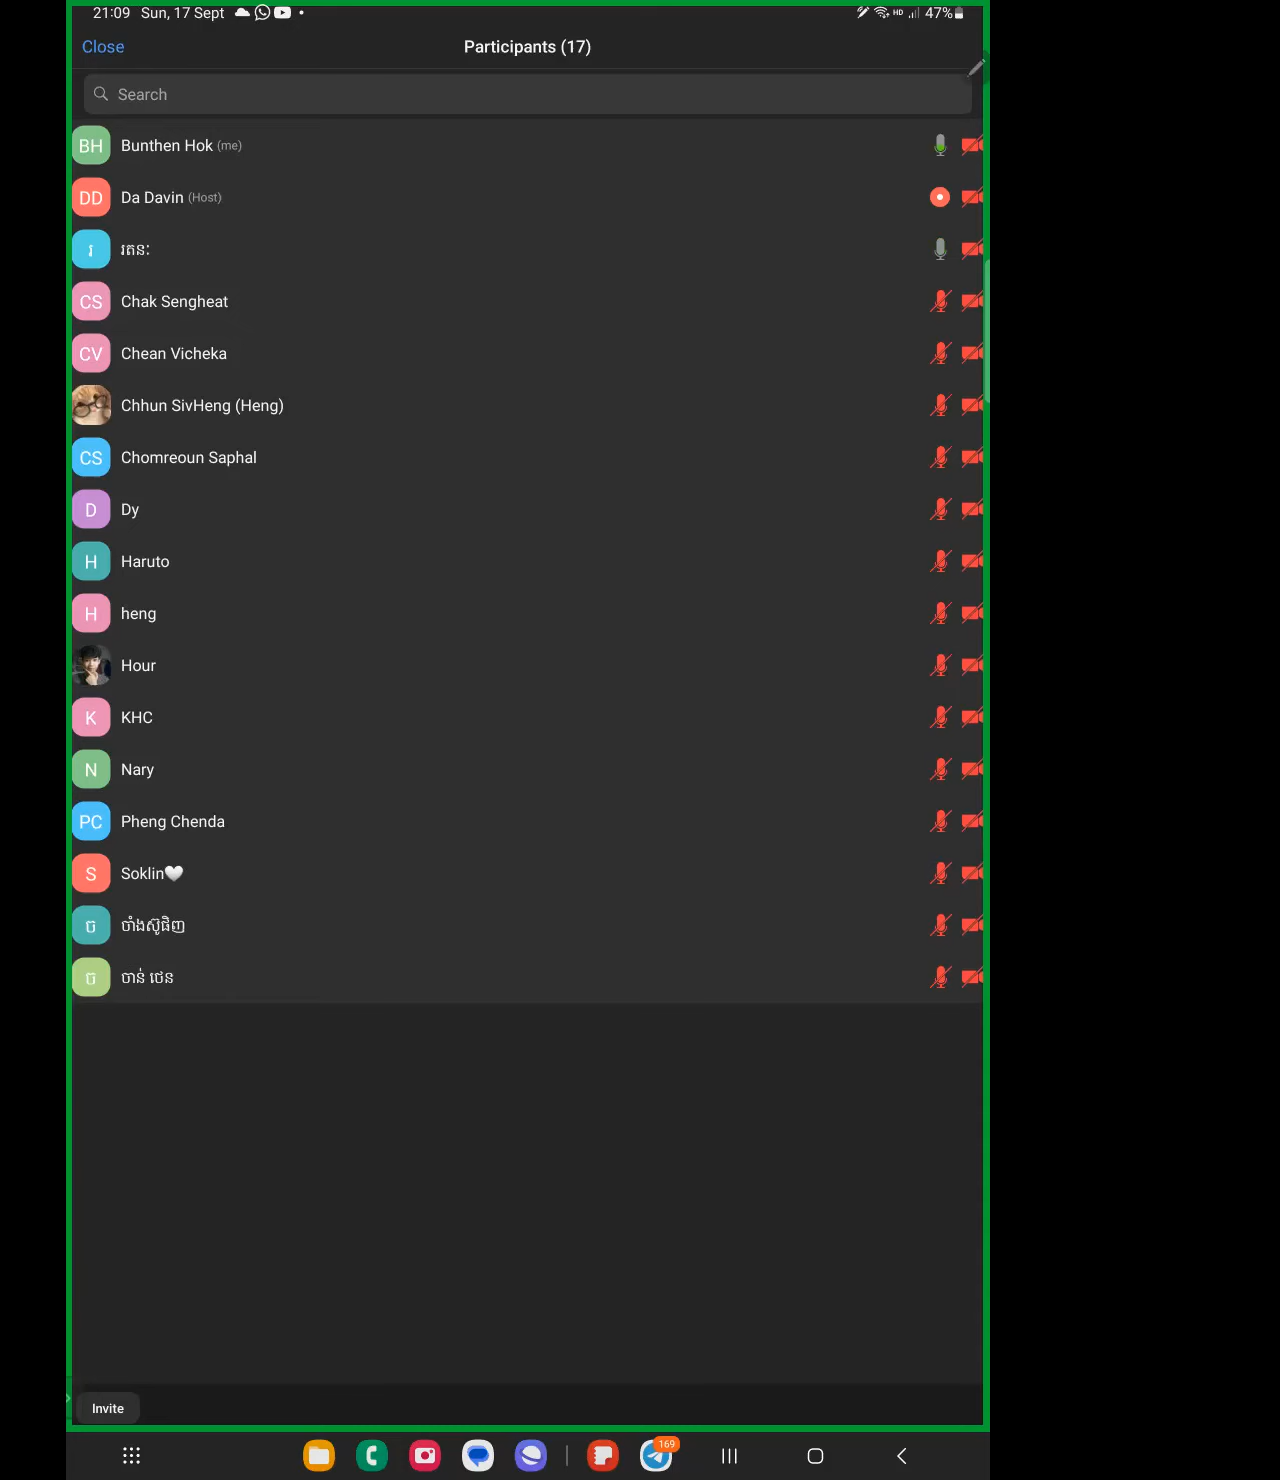 21:09 Sun, 17 Sept HD 47%
Close Participants (17)
Search
BH Bunthen Hok (me)
DD Da Davin (Host)
រ រតនៈ
CS Chak Sengheat
CV Chean Vicheka
Chhun SivHeng (Heng)
CS Chomreoun Saphal
D Dy
H Haruto
H heng
Hour
K KHC
N Nary
PC Pheng Chenda
S Soklin🤍
ច ចាំងស៊ូផិញ
ច ចាន់ ថេន
Invite
169